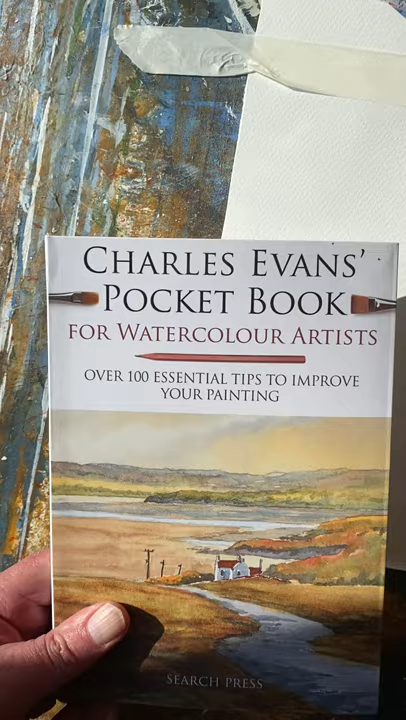 CHARLES EVANS'
POCKET BOOK
FOR WATERCOLOUR ARTISTS
OVER 100 ESSENTIAL TIPS TO IMPROVE
YOUR PAINTING
SEARCH PRESS